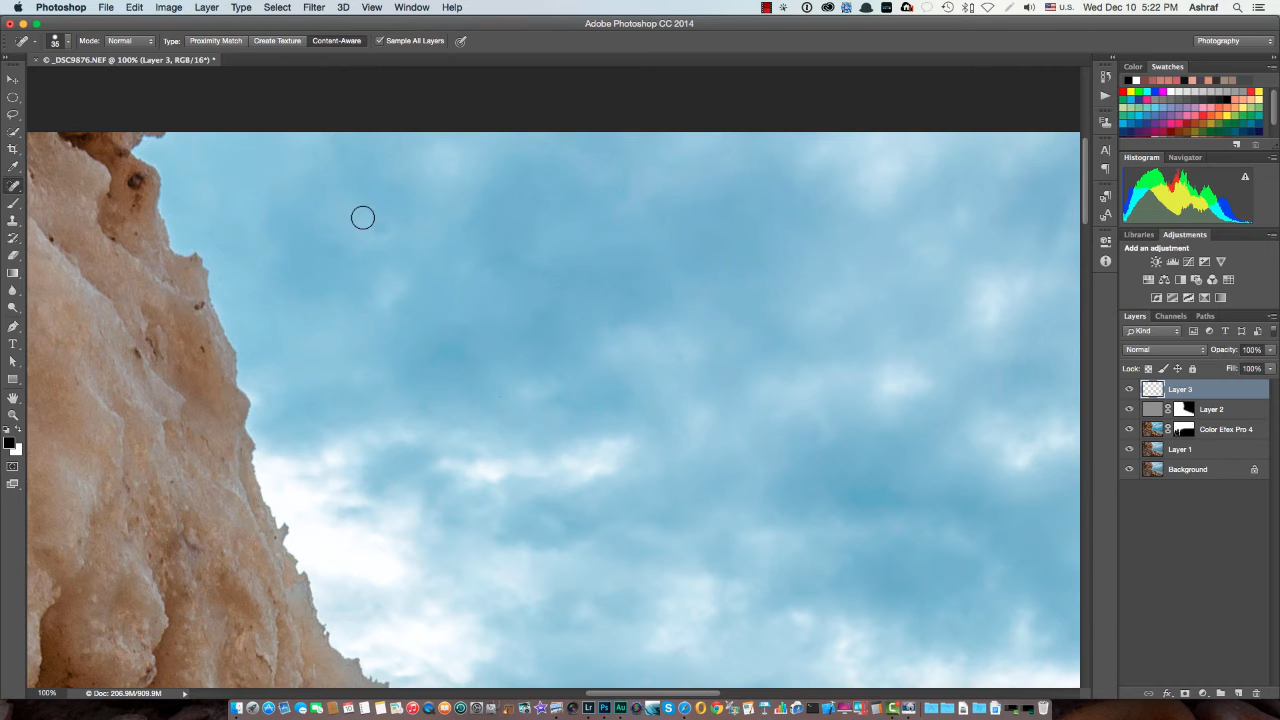 Photoshop File Edit Image Layer Type Select Filter 3D View Window Help U.S. Wed Dec 10 5:22 PM Ashraf
Adobe Photoshop CC 2014
35 Mode: Normal Type: Proximity Match Create Texture Content-Aware Sample All Layers Photography
× © _DSC9876.NEF @ 100% (Layer 3, RGB/16*) *
Color Swatches
Histogram Navigator
Libraries Adjustments
Add an adjustment
Layers Channels Paths
Kind
Normal Opacity: 100%
Lock: Fill: 100%
Layer 3
Layer 2
Color Efex Pro 4
Layer 1
Background
100% © Doc: 206.9M/909.9M
Lr Ps Au